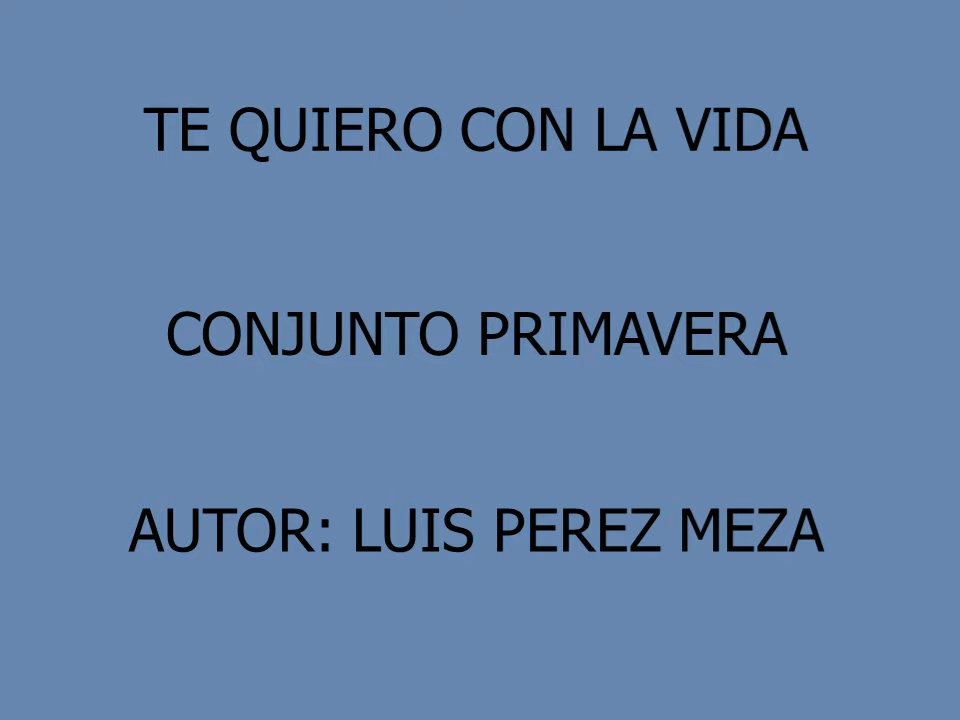 TE QUIERO CON LA VIDA
CONJUNTO PRIMAVERA
AUTOR: LUIS PEREZ MEZA